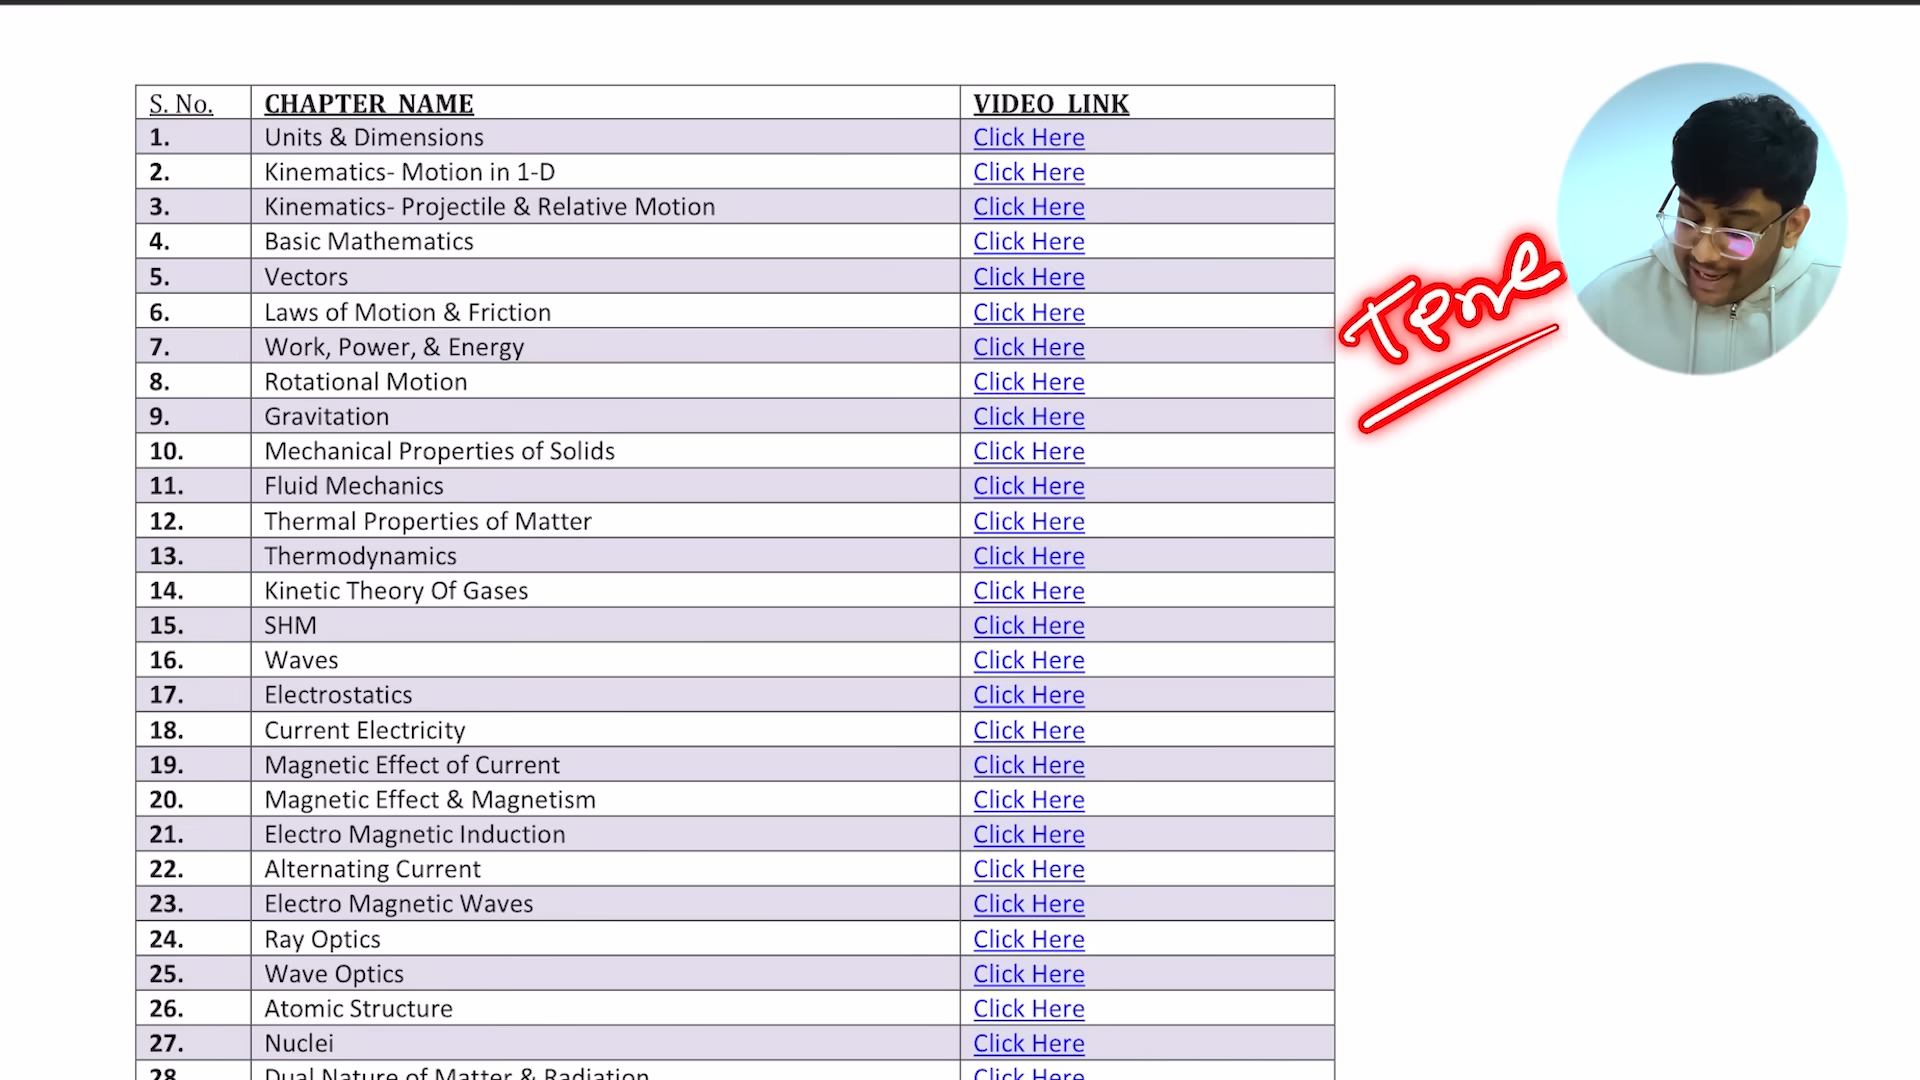 S. No. CHAPTER NAME VIDEO LINK
1. Units & Dimensions Click Here
2. Kinematics- Motion in 1-D Click Here
3. Kinematics- Projectile & Relative Motion Click Here
4. Basic Mathematics Click Here
5. Vectors Click Here
6. Laws of Motion & Friction Click Here
7. Work, Power, & Energy Click Here
8. Rotational Motion Click Here
9. Gravitation Click Here
10. Mechanical Properties of Solids Click Here
11. Fluid Mechanics Click Here
12. Thermal Properties of Matter Click Here
13. Thermodynamics Click Here
14. Kinetic Theory Of Gases Click Here
15. SHM Click Here
16. Waves Click Here
17. Electrostatics Click Here
18. Current Electricity Click Here
19. Magnetic Effect of Current Click Here
20. Magnetic Effect & Magnetism Click Here
21. Electro Magnetic Induction Click Here
22. Alternating Current Click Here
23. Electro Magnetic Waves Click Here
24. Ray Optics Click Here
25. Wave Optics Click Here
26. Atomic Structure Click Here
27. Nuclei Click Here
28. Dual Nature of Matter & Radiation Click Here